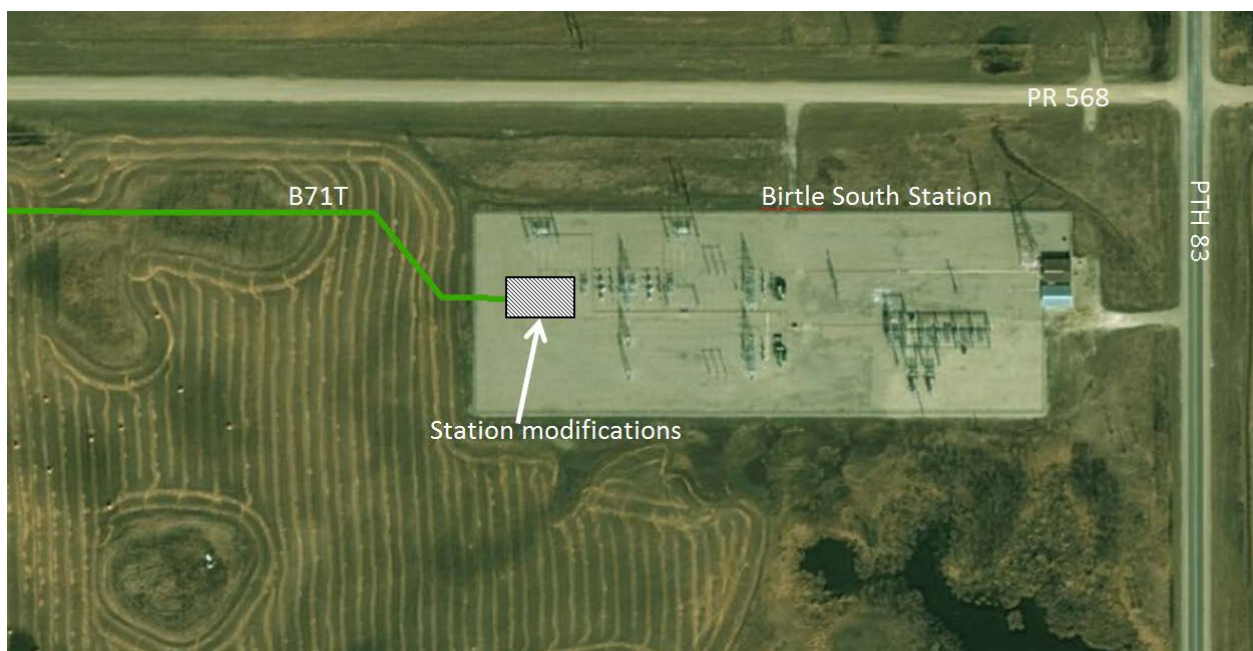 PR 568
B71T
Birtle South Station
PTH 83
Station modifications